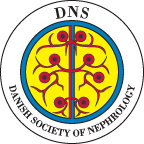 DNS
DANISH SOCIETY OF NEPHROLOGY